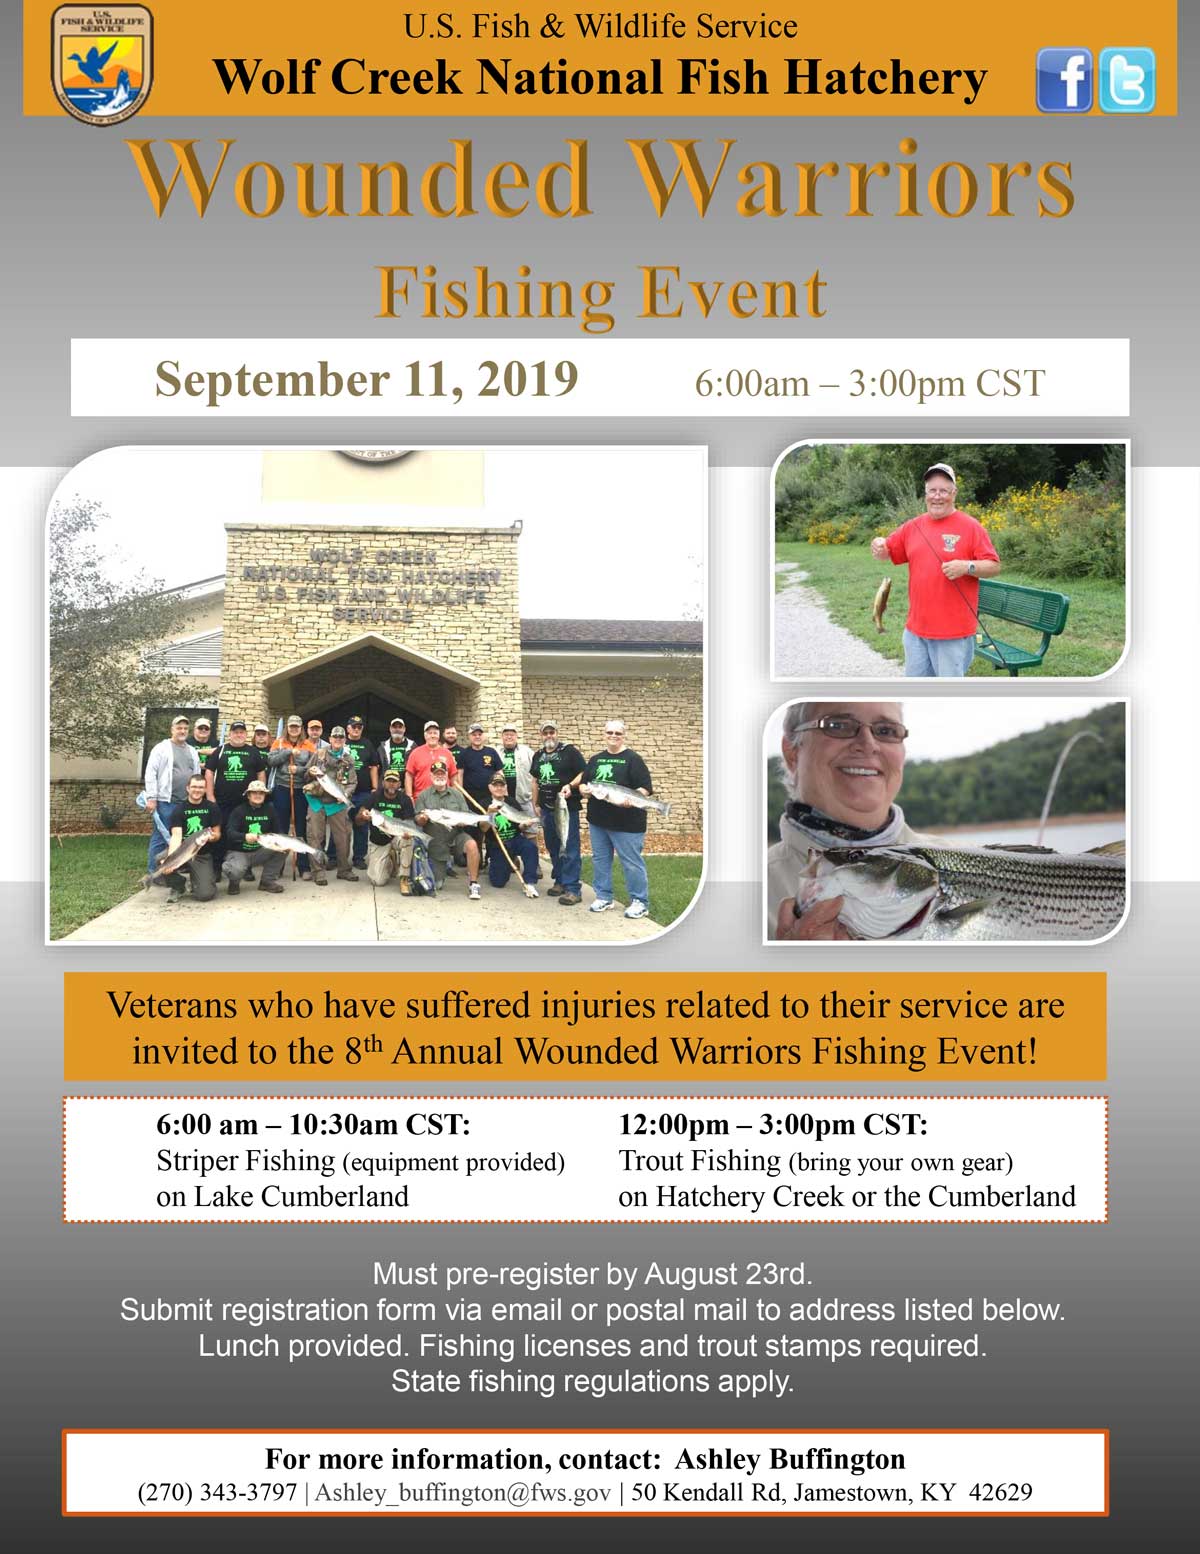 U.S.
FISH & WILDLIFE
SERVICE
U.S. Fish & Wildlife Service
Wolf Creek National Fish Hatchery
Wounded Warriors
Fishing Event
September 11, 2019 6:00am – 3:00pm CST
WOLF CREEK
NATIONAL FISH HATCHERY
U.S. FISH AND WILDLIFE
SERVICE
Veterans who have suffered injuries related to their service are
invited to the 8th Annual Wounded Warriors Fishing Event!
6:00 am – 10:30am CST:
Striper Fishing (equipment provided)
on Lake Cumberland
12:00pm – 3:00pm CST:
Trout Fishing (bring your own gear)
on Hatchery Creek or the Cumberland
Must pre-register by August 23rd.
Submit registration form via email or postal mail to address listed below.
Lunch provided. Fishing licenses and trout stamps required.
State fishing regulations apply.
For more information, contact: Ashley Buffington
(270) 343-3797 | Ashley_buffington@fws.gov | 50 Kendall Rd, Jamestown, KY 42629